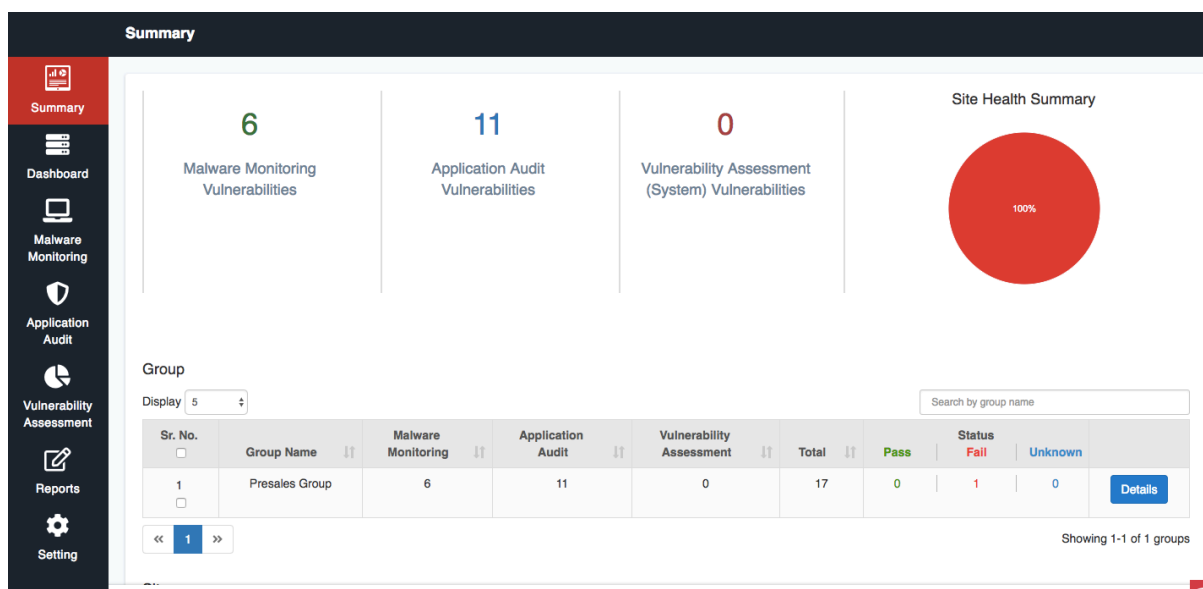 Summary
Summary
Dashboard
Malware
Monitoring
Application
Audit
Vulnerability
Assessment
Reports
Setting
6
Malware Monitoring
Vulnerabilities
11
Application Audit
Vulnerabilities
0
Vulnerability Assessment
(System) Vulnerabilities
Site Health Summary
100%
Group
Display 5
Search by group name
Sr. No. Group Name Malware Monitoring Application Audit Vulnerability Assessment Total Status
Pass Fail Unknown
1 Presales Group 6 11 0 17 0 1 0 Details
« 1 »
Showing 1-1 of 1 groups